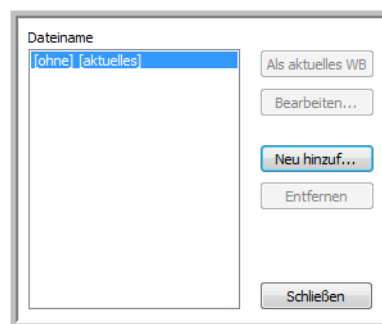 Dateiname
[ohne] [aktuelles]
Als aktuelles WB
Bearbeiten...
Neu hinzuf...
Entfernen
Schließen